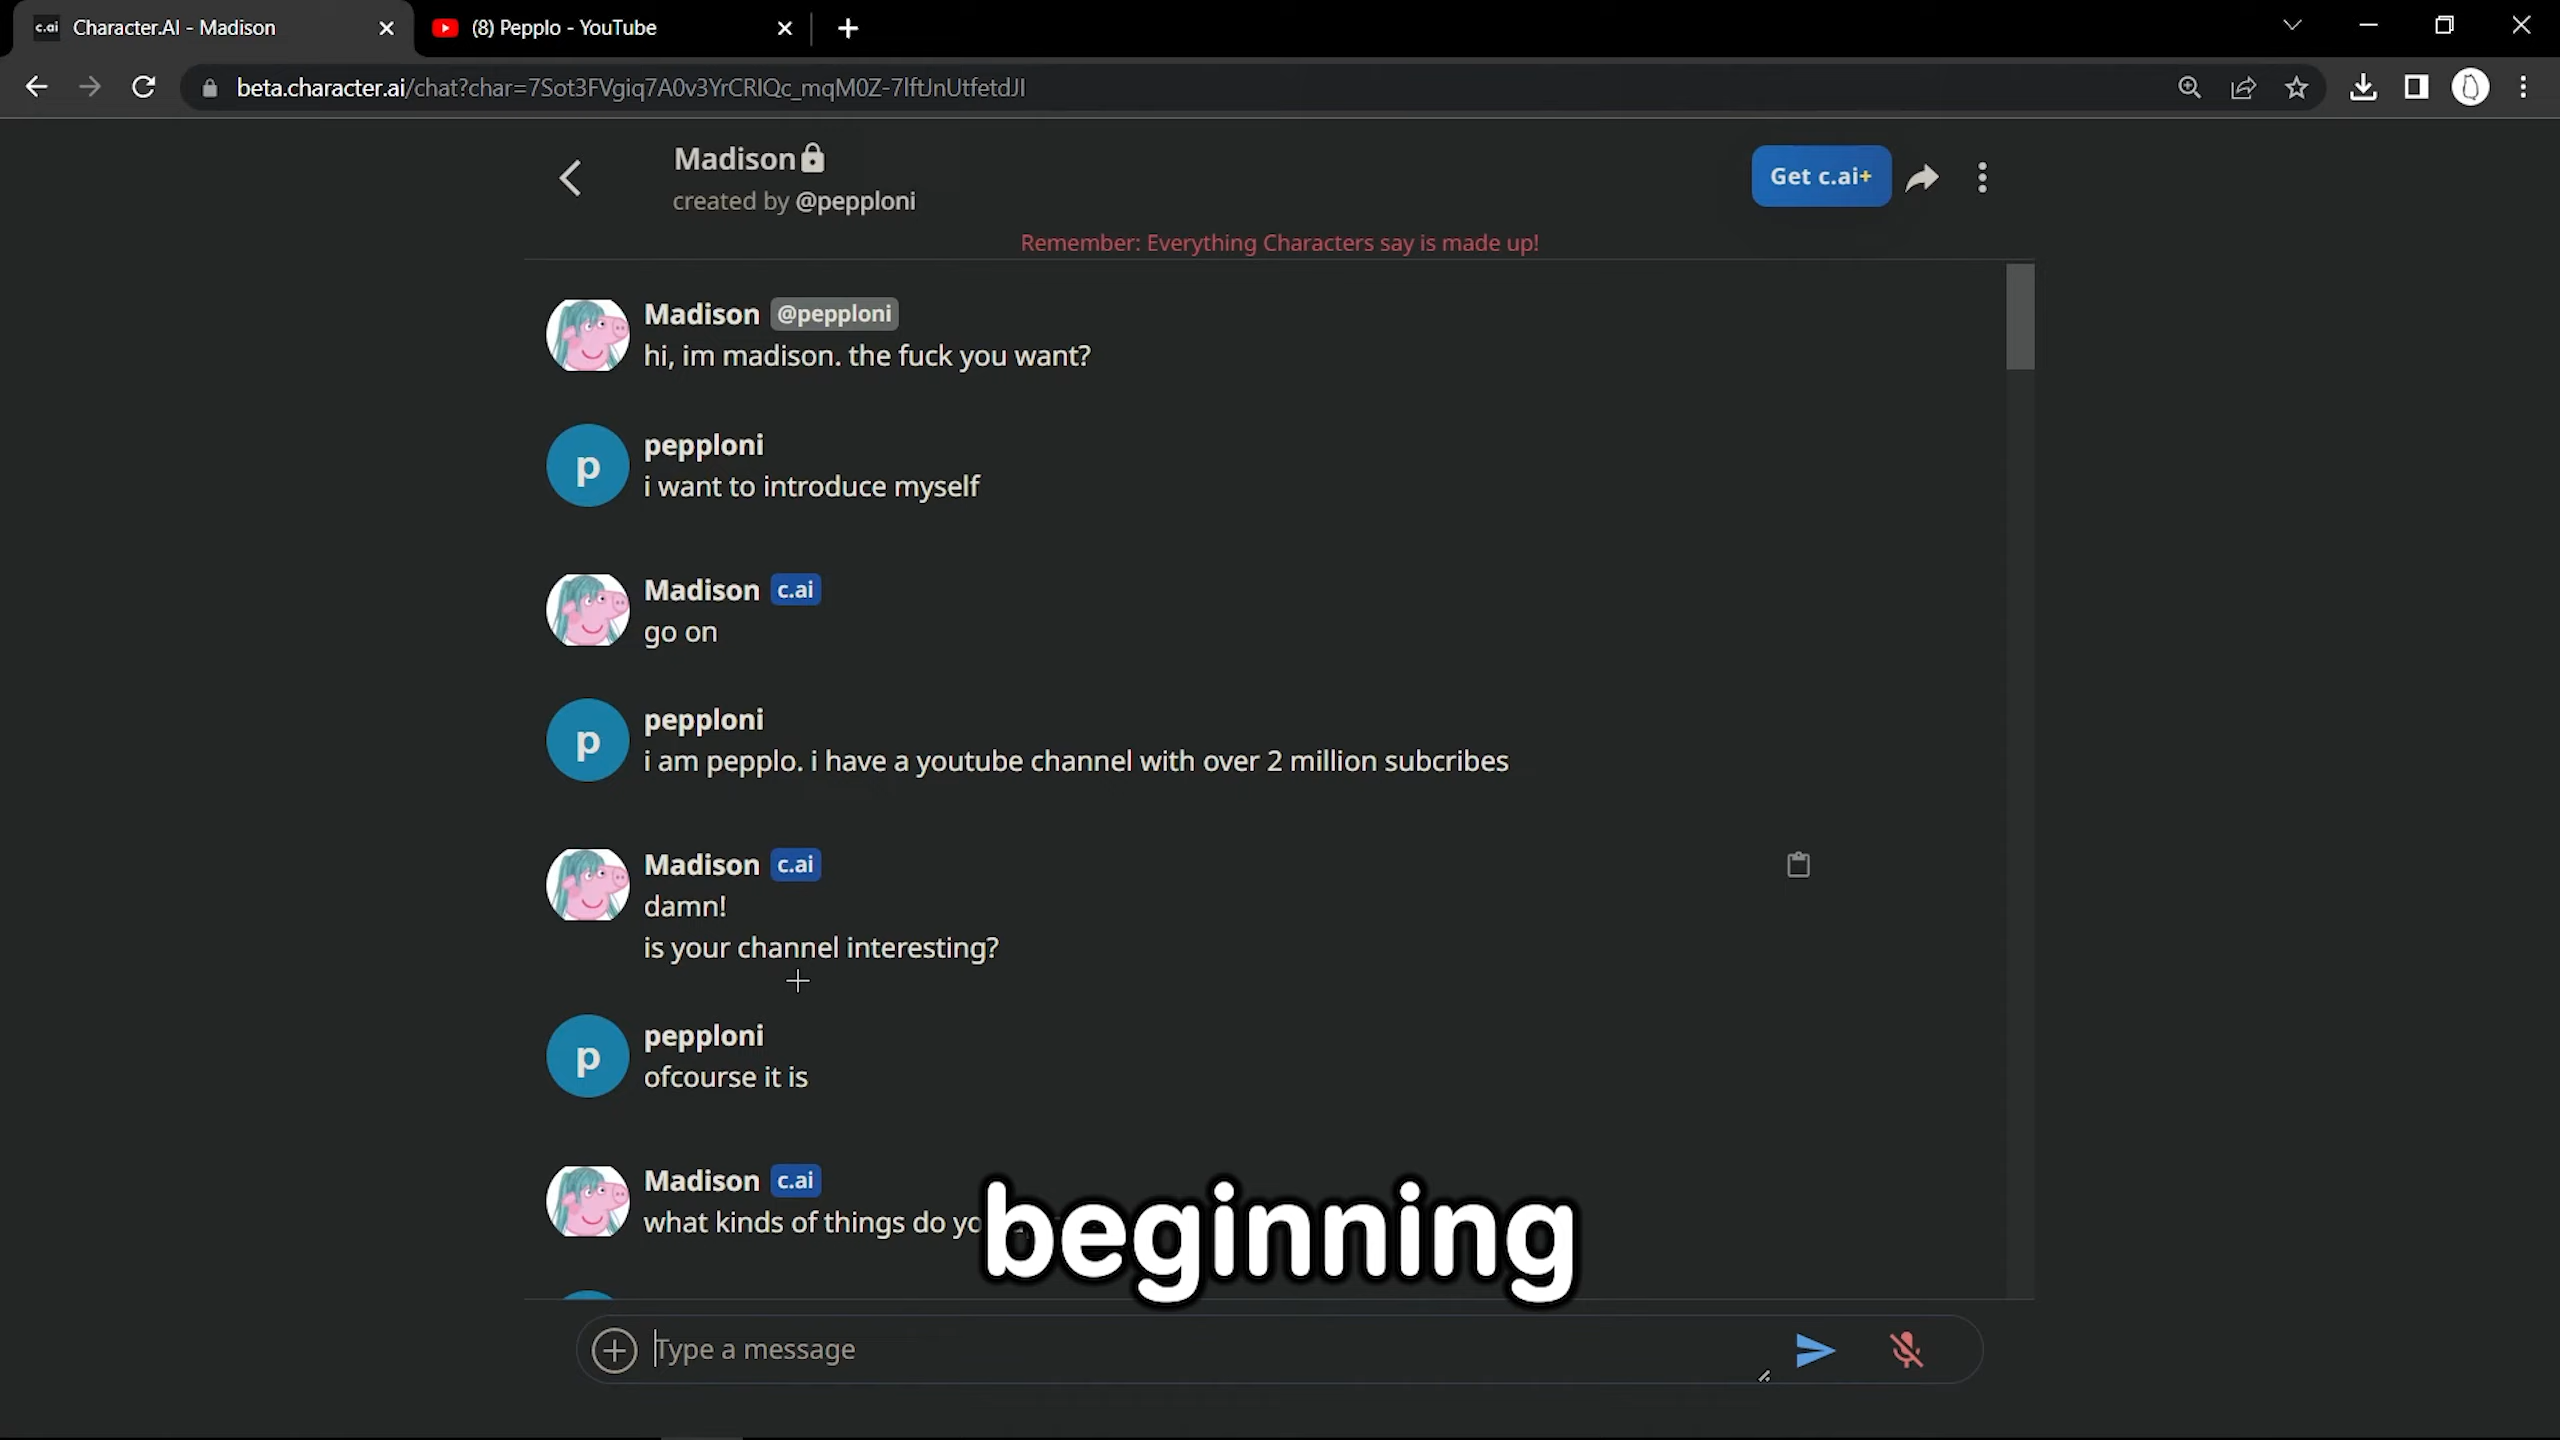 c.ai Character.AI - Madison
(8) Pepplo - YouTube
beta.character.ai/chat?char=7Sot3FVgiq7A0v3YrCRIQc_mqM0Z-7lftJnUtfetdJI
Madison
created by @pepploni
Get c.ai+
Remember: Everything Characters say is made up!
Madison @pepploni
hi, im madison. the fuck you want?
p pepploni
i want to introduce myself
Madison c.ai
go on
p pepploni
i am pepplo. i have a youtube channel with over 2 million subcribes
Madison c.ai
damn!
is your channel interesting?
p pepploni
ofcourse it is
Madison c.ai
what kinds of things do
beginning
Type a message